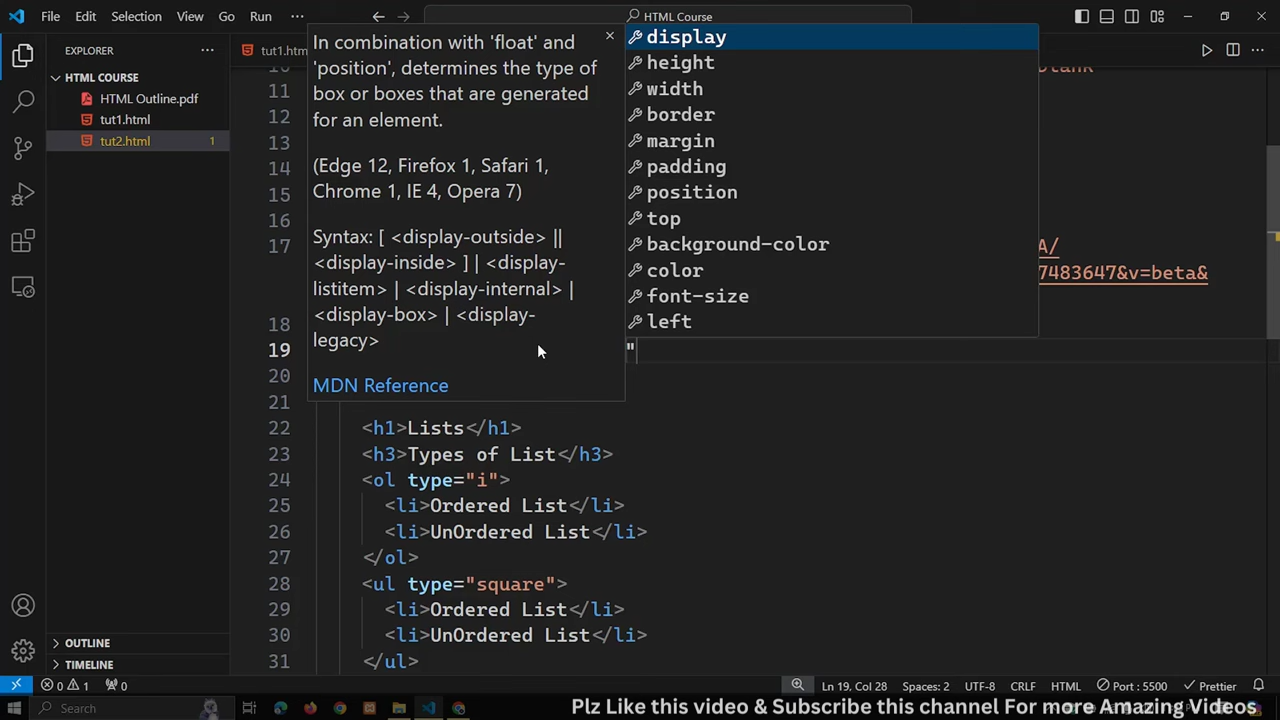 File Edit Selection View Go Run ··· HTML Course
EXPLORER ··· tut1.htm
HTML COURSE
HTML Outline.pdf
tut1.html
tut2.html 1
OUTLINE
TIMELINE
In combination with 'float' and
'position', determines the type of
box or boxes that are generated
for an element.
(Edge 12, Firefox 1, Safari 1,
Chrome 1, IE 4, Opera 7)
Syntax: [ <display-outside> ||
<display-inside> ] | <display-
listitem> | <display-internal> |
<display-box> | <display-
legacy>
MDN Reference
display
height
width
border
margin
padding
position
top
background-color
color
font-size
left
11
12
13
14
15
16
17 A/
7483647&v=beta&
18
19 "
20
21
22 <h1>Lists</h1>
23 <h3>Types of List</h3>
24 <ol type="i">
25 <li>Ordered List</li>
26 <li>UnOrdered List</li>
27 </ol>
28 <ul type="square">
29 <li>Ordered List</li>
30 <li>UnOrdered List</li>
31 </ul>
0 1 0 Ln 19, Col 28 Spaces: 2 UTF-8 CRLF HTML Port : 5500 Prettier
Search
Plz Like this video & Subscribe this channel For more Amazing Videos